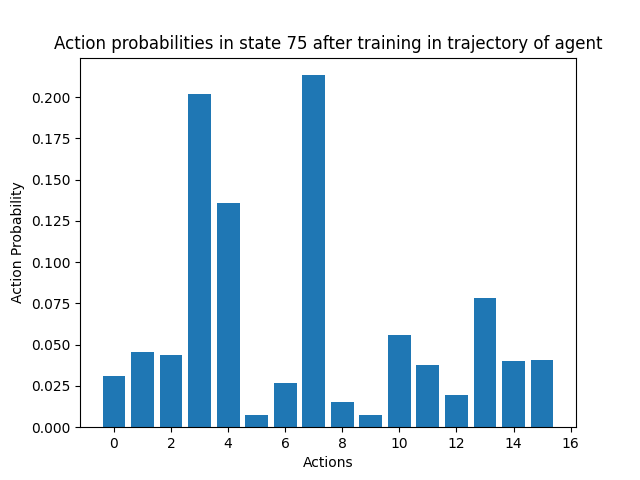 Action probabilities in state 75 after training in trajectory of agent
0.200
0.175
0.150
0.125
0.100
0.075
0.050
0.025
0.000
Action Probability
0 2 4 6 8 10 12 14 16
Actions